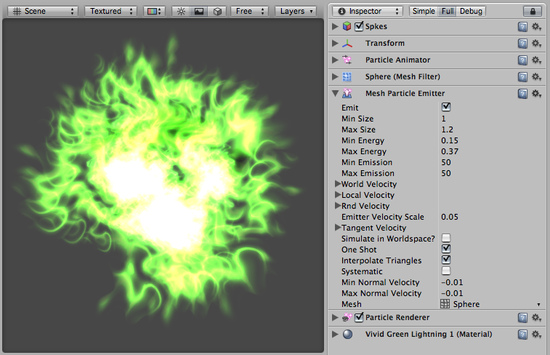 Scene Textured Free Layers Inspector Simple Full Debug
Spkes
Transform
Particle Animator
Sphere (Mesh Filter)
Mesh Particle Emitter
Emit
Min Size 1
Max Size 1.2
Min Energy 0.15
Max Energy 0.37
Min Emission 50
Max Emission 50
World Velocity
Local Velocity
Rnd Velocity
Emitter Velocity Scale 0.05
Tangent Velocity
Simulate in Worldspace?
One Shot
Interpolate Triangles
Systematic
Min Normal Velocity -0.01
Max Normal Velocity -0.01
Mesh Sphere
Particle Renderer
Vivid Green Lightning 1 (Material)